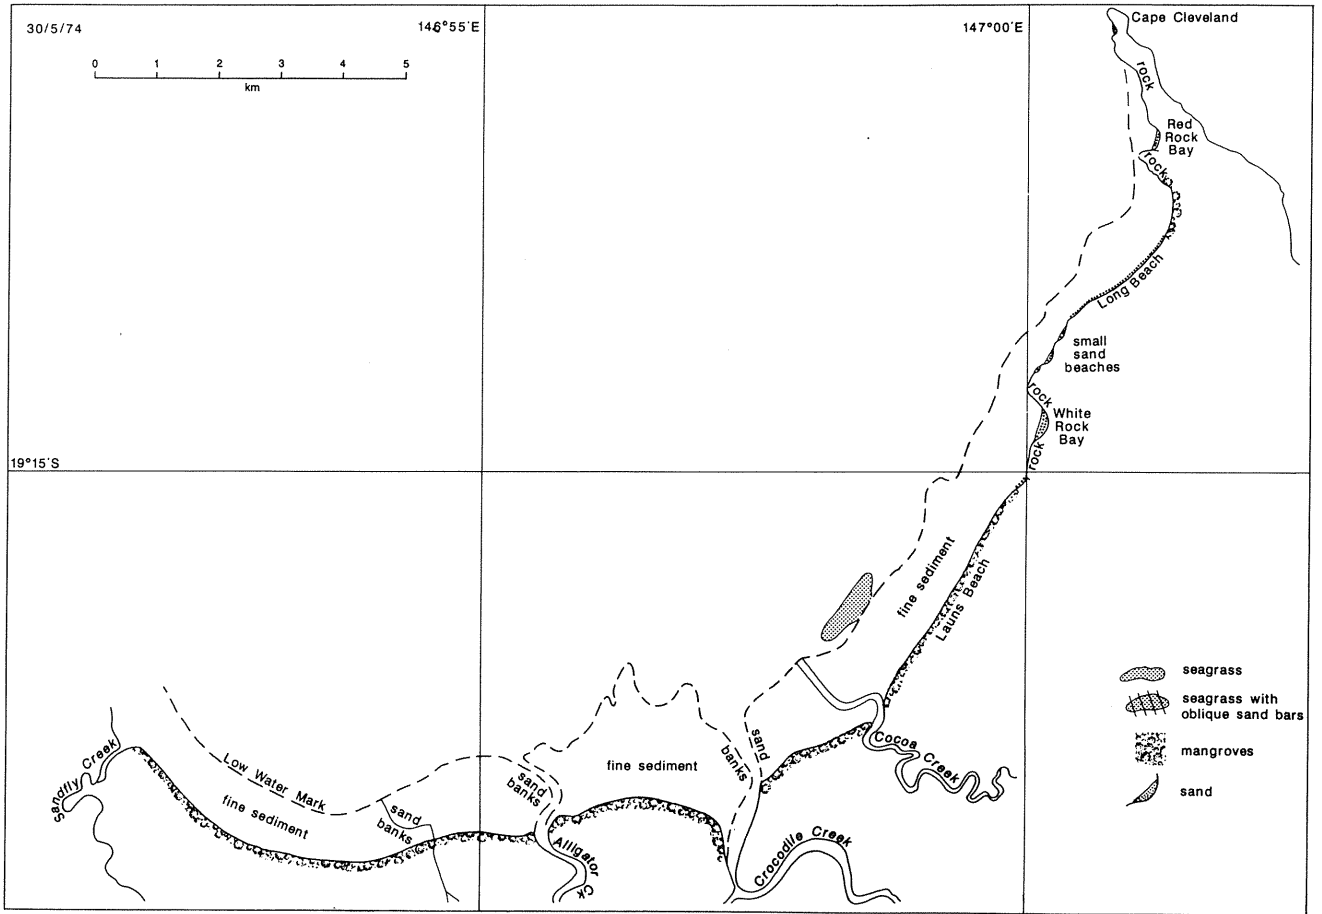 30/5/74
146°55'E
147°00'E
Cape Cleveland
0 1 2 3 4 5
km
rock
Red
Rock
Bay
rock
Long Beach
small
sand
beaches
rock
White
Rock
Bay
rock
19°15'S
fine sediment
Launs Beach
seagrass
seagrass with
oblique sand bars
mangroves
sand
Sandfly Creek
Low Water Mark
fine sediment
sand
banks
sand
banks
Alligator
Ck
fine sediment
sand
banks
Cocoa Creek
Crocodile Creek